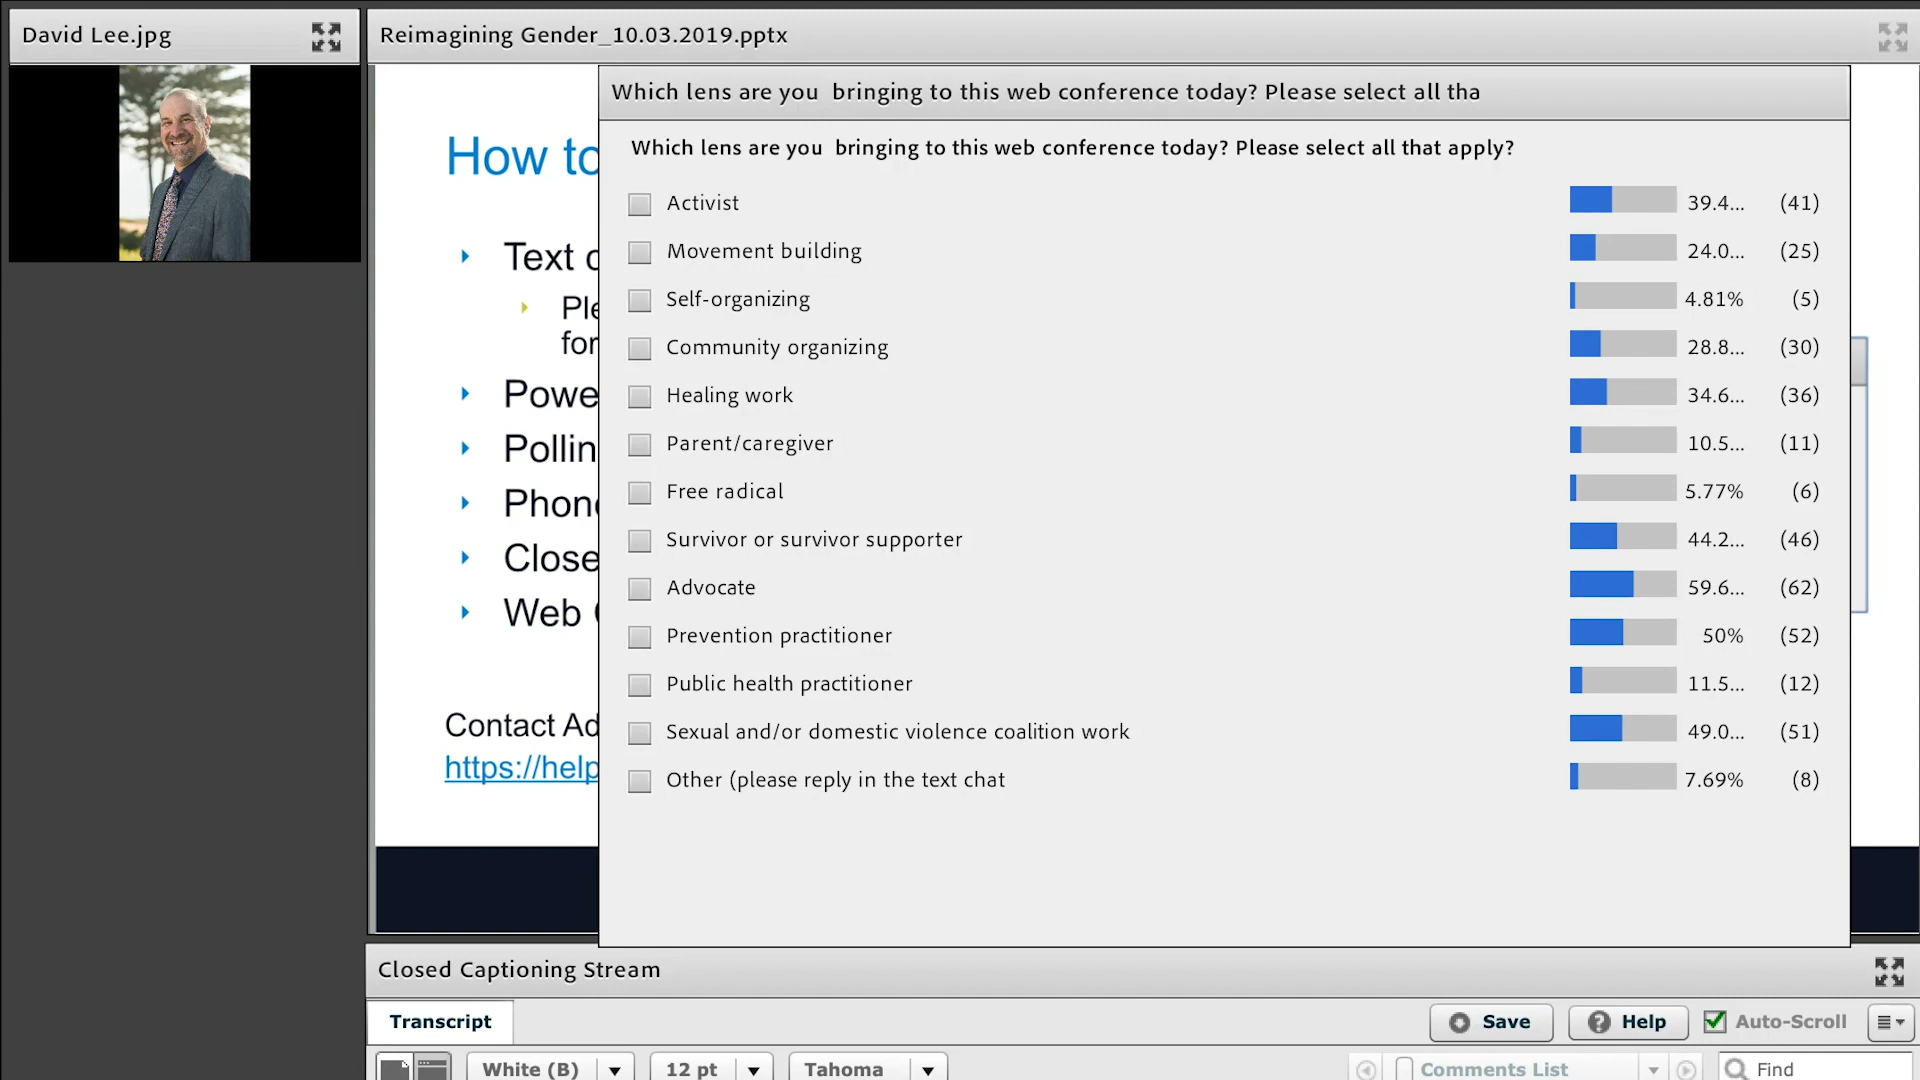 David Lee.jpg
Reimagining Gender_10.03.2019.pptx
Which lens are you  bringing to this web conference today? Please select all tha
Which lens are you  bringing to this web conference today? Please select all that apply?
Activist 39.4... (41)
Movement building 24.0... (25)
Self-organizing 4.81% (5)
Community organizing 28.8... (30)
Healing work 34.6... (36)
Parent/caregiver 10.5... (11)
Free radical 5.77% (6)
Survivor or survivor supporter 44.2... (46)
Advocate 59.6... (62)
Prevention practitioner 50% (52)
Public health practitioner 11.5... (12)
Sexual and/or domestic violence coalition work 49.0... (51)
Other (please reply in the text chat 7.69% (8)
How to
Text
Ple
for
Powe
Pollin
Phon
Close
Web
Contact Ad
https://help
Closed Captioning Stream
Transcript Save Help Auto-Scroll
White (B) 12 pt Tahoma Comments List Find